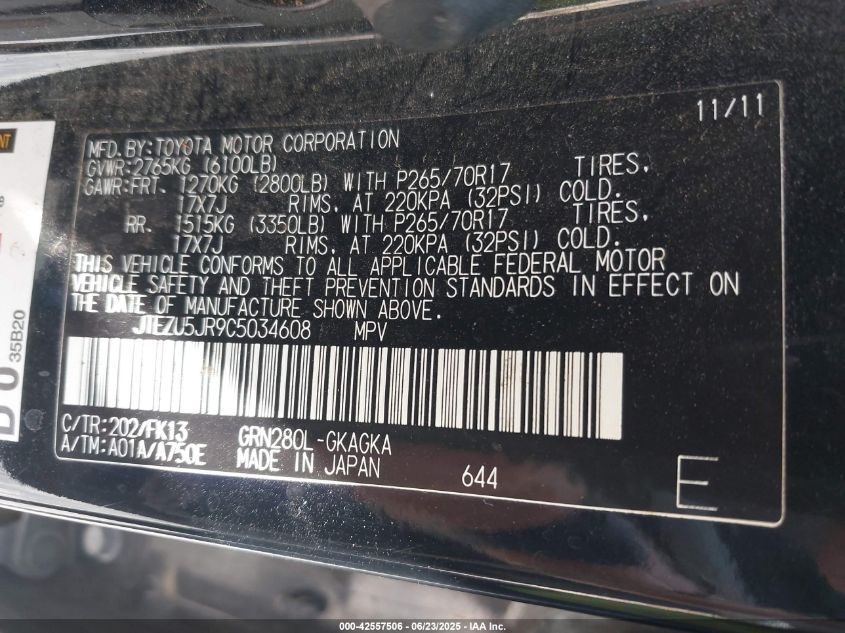 11/11
MFD.BY:TOYOTA MOTOR CORPORATION
GVWR:2765KG (6100LB)
GAWR:FRT. 1270KG (2800LB) WITH P265/70R17 TIRES,
17X7J RIMS, AT 220KPA (32PSI) COLD.
RR. 1515KG (3350LB) WITH P265/70R17 TIRES,
17X7J RIMS, AT 220KPA (32PSI) COLD.
THIS VEHICLE CONFORMS TO ALL APPLICABLE FEDERAL MOTOR
VEHICLE SAFETY AND THEFT PREVENTION STANDARDS IN EFFECT ON
THE DATE OF MANUFACTURE SHOWN ABOVE.
JTEZU5JR9C5034608 MPV
C/TR:202/FK13 GRN280L-GKAGKA
A/TM:A01A/A750E MADE IN JAPAN 644 E
35B20
000-42557506 - 06/23/2025 - IAA Inc.